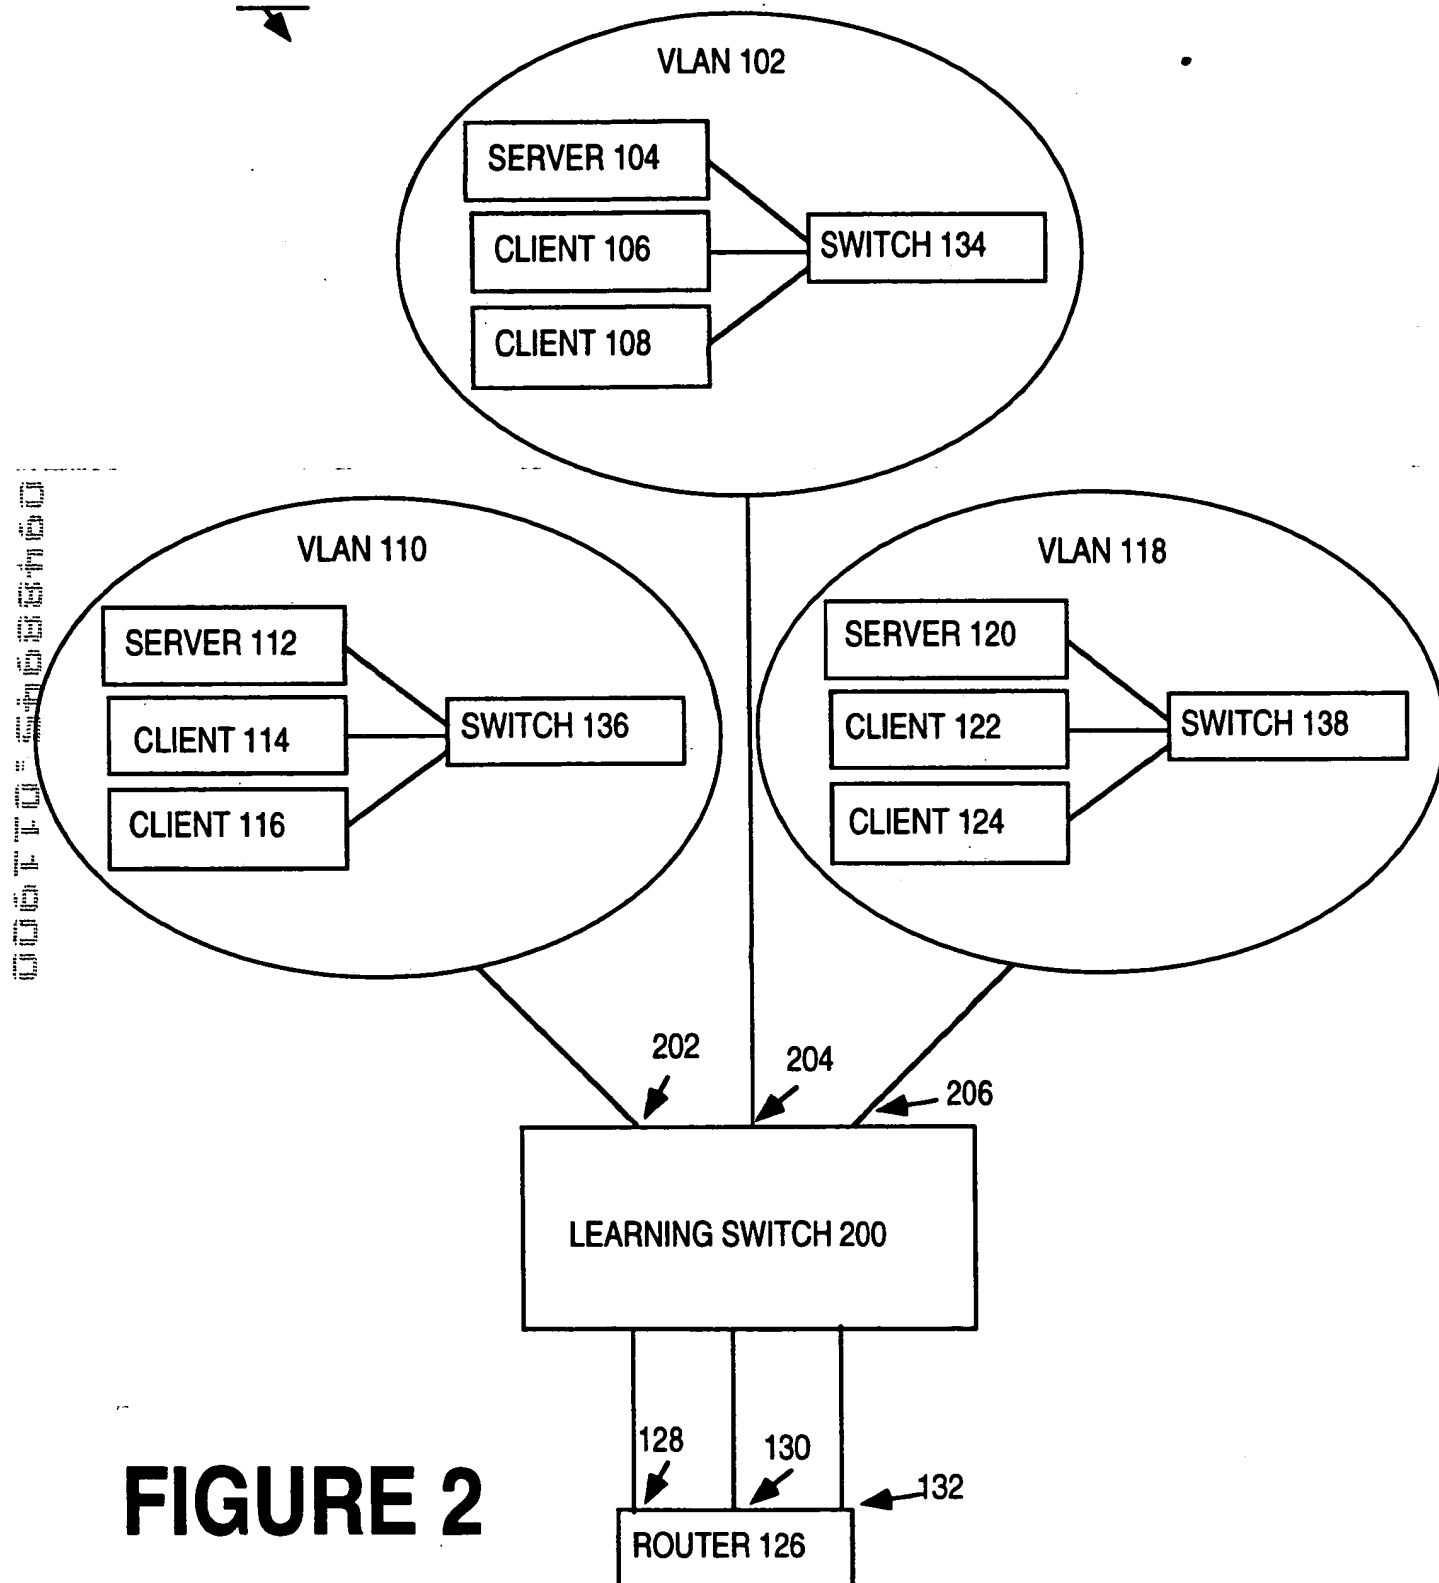 VLAN 102
SERVER 104
CLIENT 106
SWITCH 134
CLIENT 108
VLAN 110
SERVER 112
CLIENT 114
SWITCH 136
CLIENT 116
VLAN 118
SERVER 120
CLIENT 122
SWITCH 138
CLIENT 124
202
204
206
LEARNING SWITCH 200
128
130
132
ROUTER 126
FIGURE 2